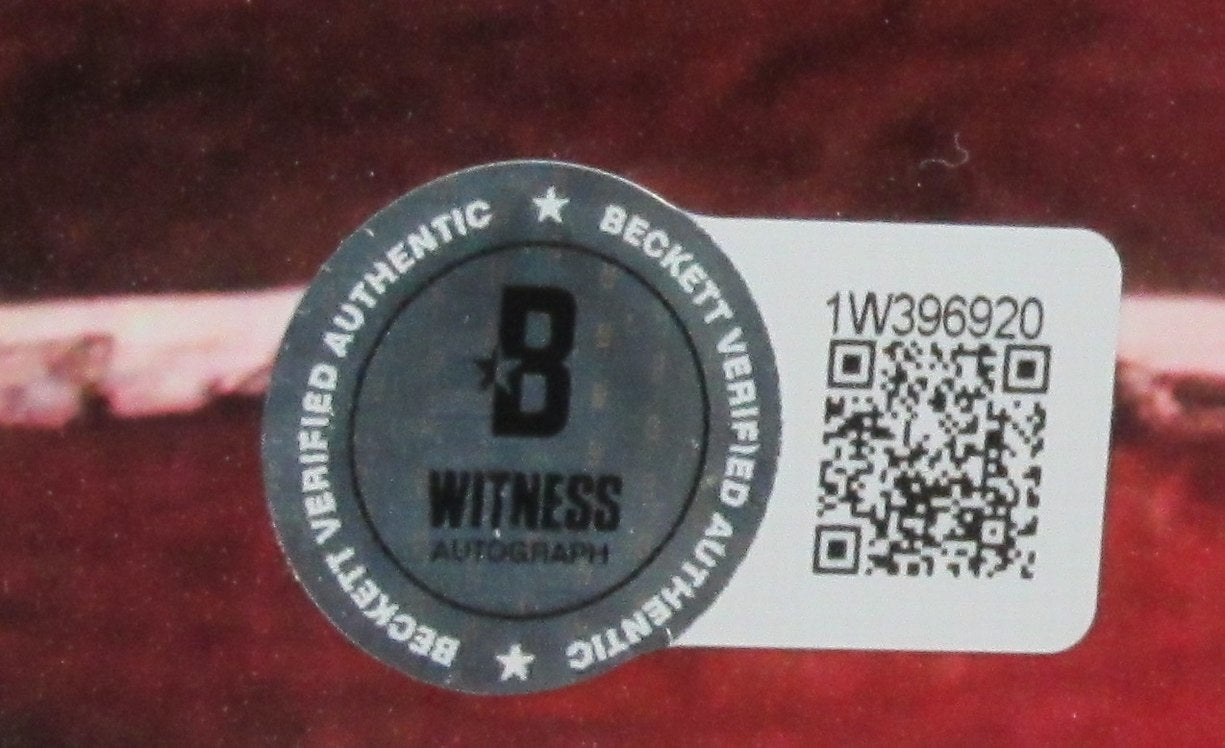 BECKETT VERIFIED AUTHENTIC
BECKETT VERIFIED AUTHENTIC
B
WITNESS
AUTOGRAPH
1W396920